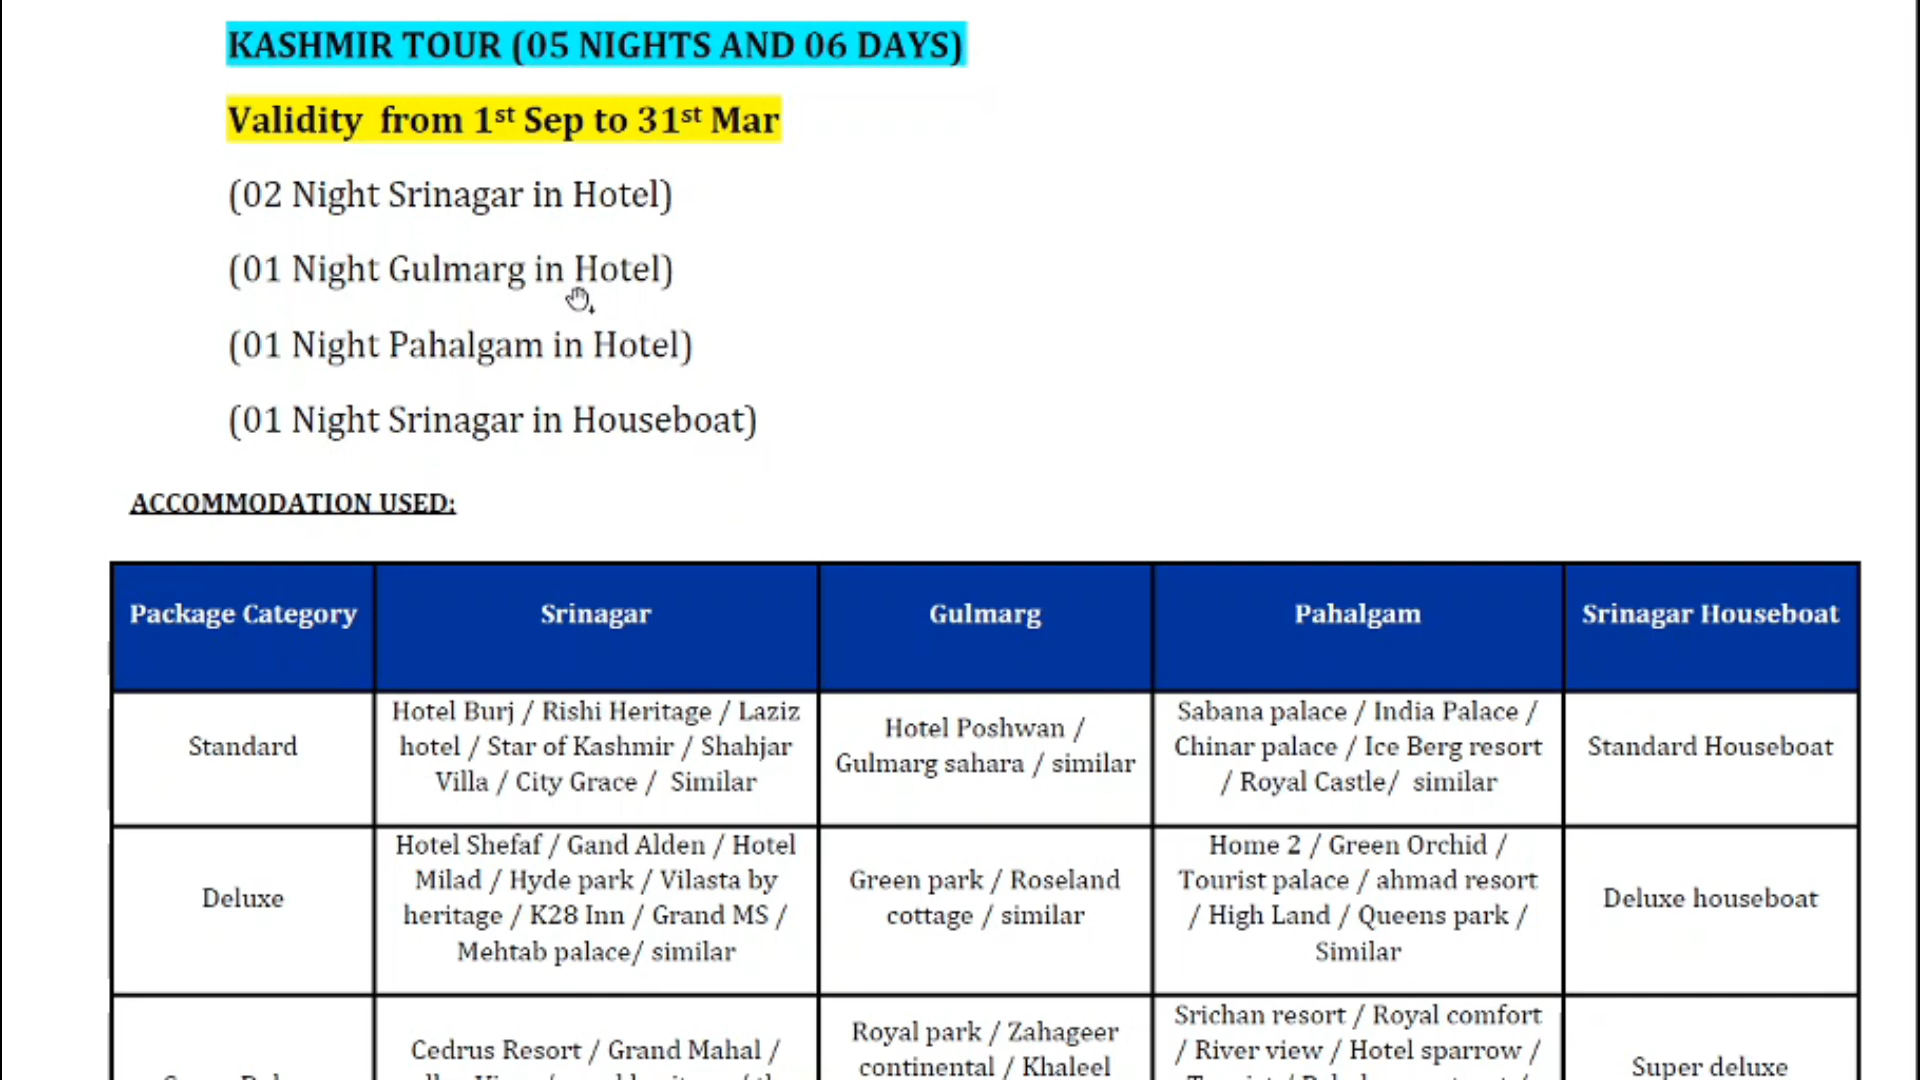 KASHMIR TOUR (05 NIGHTS AND 06 DAYS)
Validity from 1st Sep to 31st Mar
(02 Night Srinagar in Hotel)
(01 Night Gulmarg in Hotel)
(01 Night Pahalgam in Hotel)
(01 Night Srinagar in Houseboat)
ACCOMMODATION USED:
Package Category
Srinagar
Gulmarg
Pahalgam
Srinagar Houseboat
Standard
Hotel Burj / Rishi Heritage / Laziz
hotel / Star of Kashmir / Shahjar
Villa / City Grace / Similar
Hotel Poshwan /
Gulmarg sahara / similar
Sabana palace / India Palace /
Chinar palace / Ice Berg resort
/ Royal Castle/ similar
Standard Houseboat
Deluxe
Hotel Shefaf / Gand Alden / Hotel
Milad / Hyde park / Vilasta by
heritage / K28 Inn / Grand MS /
Mehtab palace/ similar
Green park / Roseland
cottage / similar
Home 2 / Green Orchid /
Tourist palace / ahmad resort
/ High Land / Queens park /
Similar
Deluxe houseboat
Cedrus Resort / Grand Mahal /
Royal park / Zahageer
continental / Khaleel
Srichan resort / Royal comfort
/ River view / Hotel sparrow /
Super deluxe